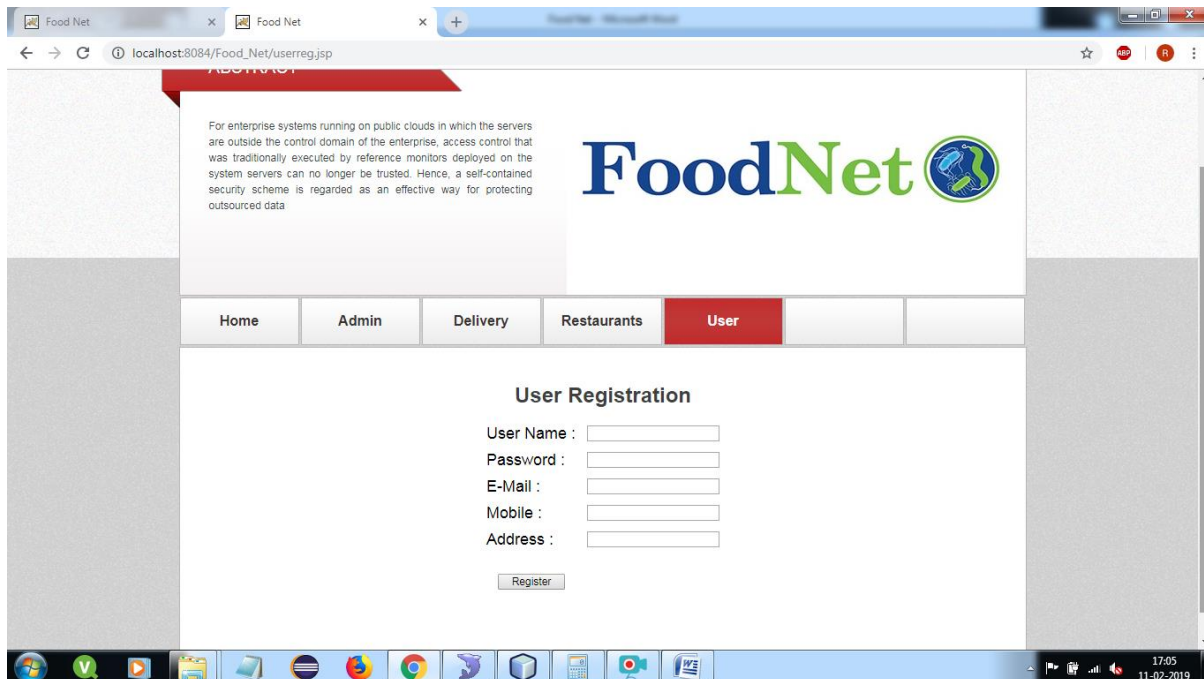 Food Net
Food Net
localhost:8084/Food_Net/userreg.jsp
ABP
R
ABSTRACT
For enterprise systems running on public clouds in which the servers
are outside the control domain of the enterprise, access control that
was traditionally executed by reference monitors deployed on the
system servers can no longer be trusted. Hence, a self-contained
security scheme is regarded as an effective way for protecting
outsourced data
FoodNet
Home
Admin
Delivery
Restaurants
User
User Registration
User Name :
Password :
E-Mail :
Mobile :
Address :
Register
17:05
11-02-2019